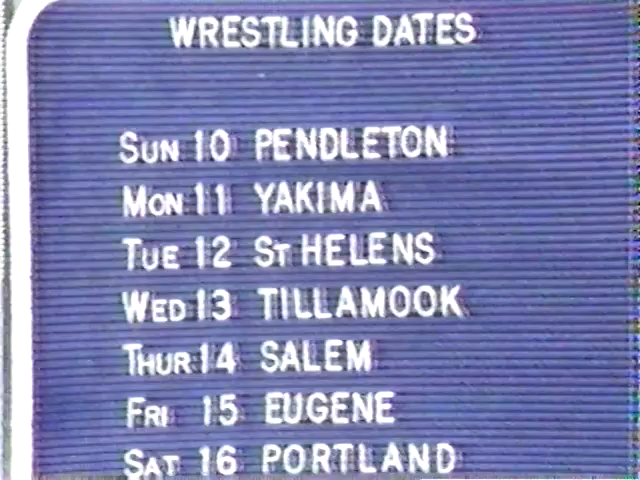 WRESTLING DATES
SUN 10 PENDLETON
MON 11 YAKIMA
TUE 12 ST HELENS
WED 13 TILLAMOOK
THUR 14 SALEM
FRI 15 EUGENE
SAT 16 PORTLAND